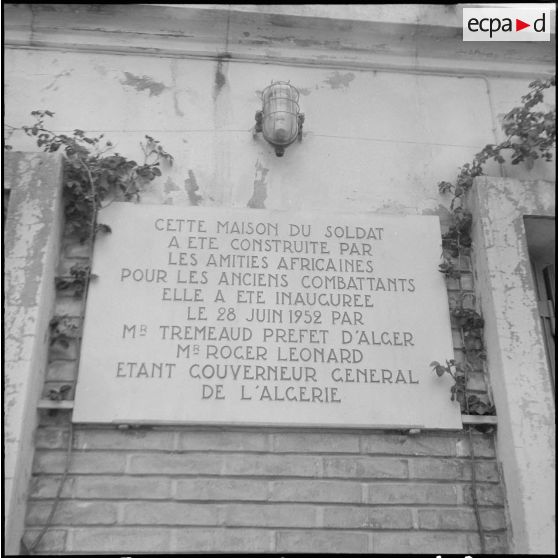 ecpa d
CETTE MAISON DU SOLDAT
A ETE CONSTRUITE PAR
LES AMITIES AFRICAINES
POUR LES ANCIENS COMBATTANTS
ELLE A ETE INAUGUREE
LE 28 JUIN 1952 PAR
MR TREMEAUD PREFET D'ALGER
MR ROGER LEONARD
ETANT GOUVERNEUR GENERAL
DE L'ALGERIE